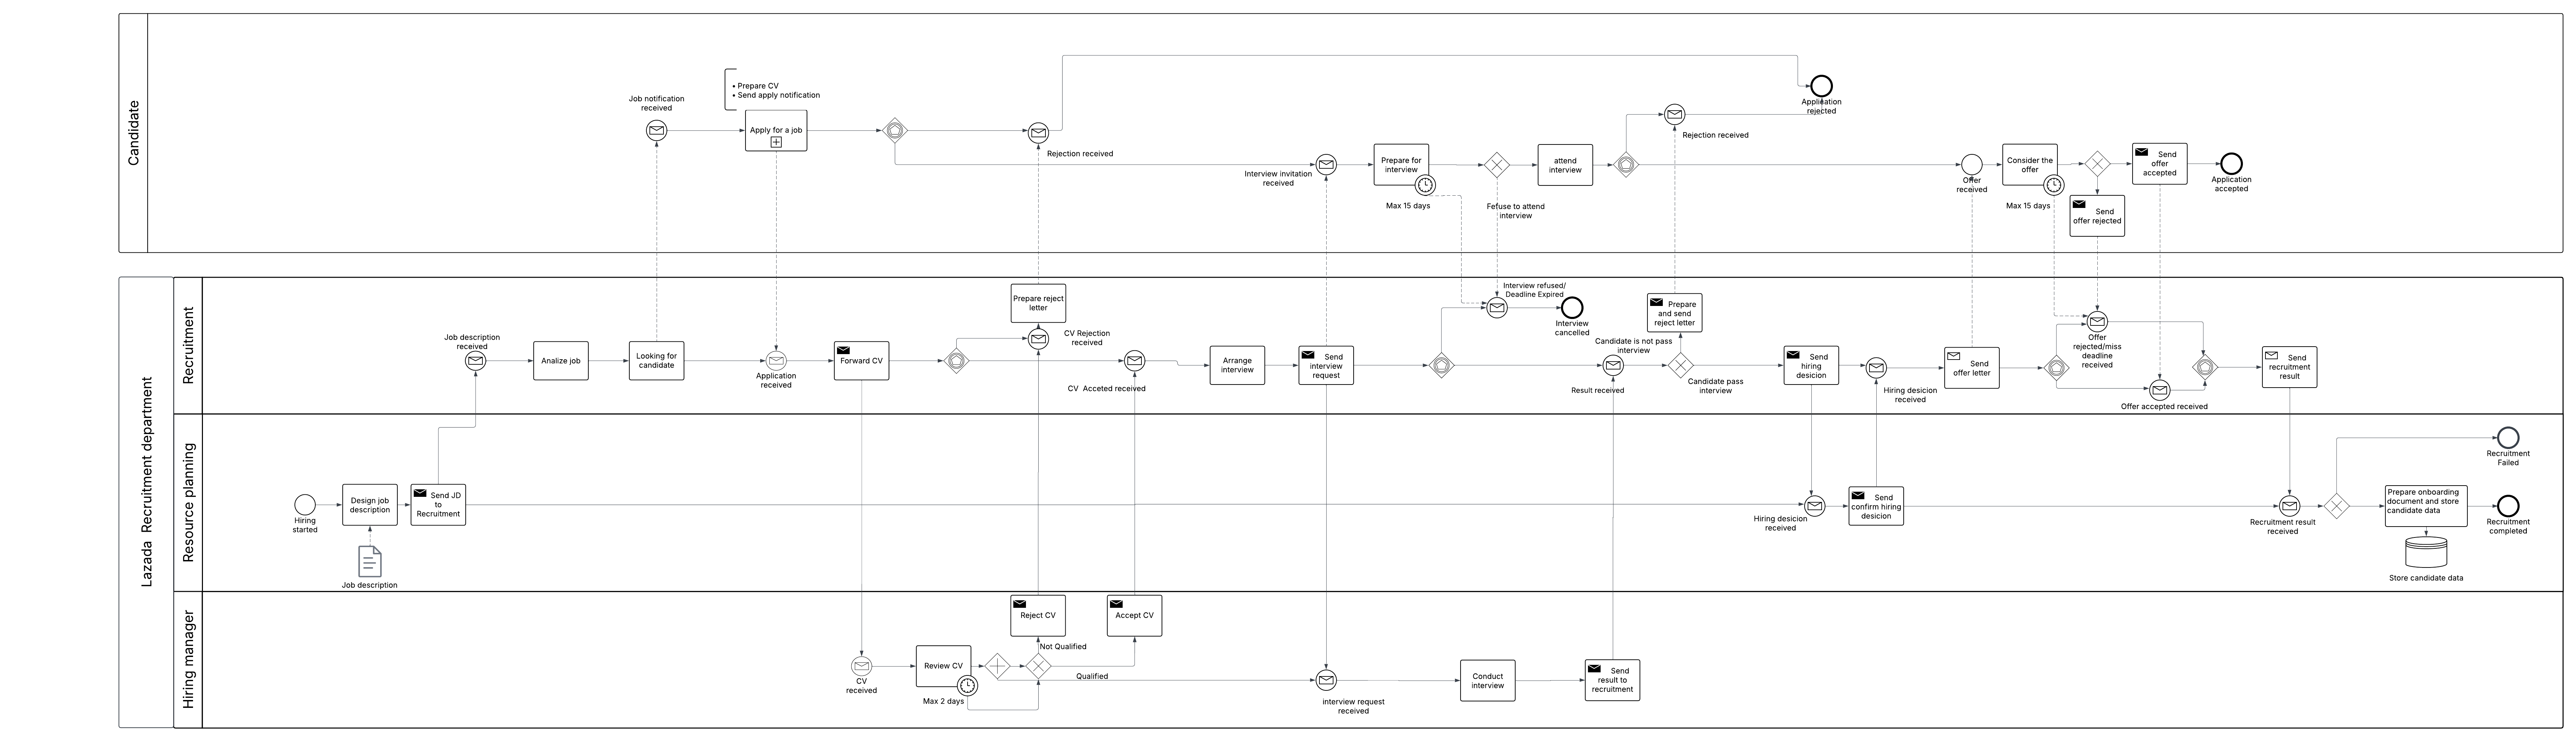 Candidate
Job notification
received
• Prepare CV
• Send apply notification
Apply for a job
Rejection received
Interview invitation
received
Prepare for
interview
Max 15 days
Fefuse to attend
interview
attend
interview
Rejection received
Application
rejected
Offer
received
Consider the
offer
Max 15 days
Send
offer rejected
Send
offer
accepted
Application
accepted
Lazada Recruitment department
Recruitment
Job description
received
Analize job
Looking for
candidate
Application
received
Forward CV
Prepare reject
letter
CV Rejection
received
CV Acceted received
Arrange
interview
Send
interview
request
Interview refused/
Deadline Expired
Interview
cancelled
Candidate is not pass
interview
Result received
Prepare
and send
reject letter
Candidate pass
interview
Send
hiring
desicion
Hiring desicion
received
Send
offer letter
Offer
rejected/miss
deadline
received
Offer accepted received
Send
recruitment
result
Resource planning
Hiring
started
Design job
description
Job description
Send JD
to
Recruitment
Hiring desicion
received
Send
confirm hiring
desicion
Recruitment result
received
Recruitment
Failed
Prepare onboarding
document and store
candidate data
Recruitment
completed
Store candidate data
Hiring manager
CV
received
Review CV
Max 2 days
Reject CV
Not Qualified
Accept CV
Qualified
interview request
received
Conduct
interview
Send
result to
recruitment